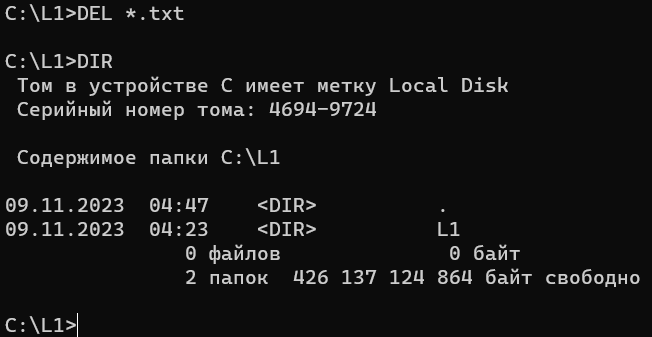 C:\L1>DEL *.txt
C:\L1>DIR
Том в устройстве C имеет метку Local Disk
Серийный номер тома: 4694-9724
Содержимое папки C:\L1
09.11.2023  04:47    <DIR>          .
09.11.2023  04:23    <DIR>          L1
0 файлов              0 байт
2 папок  426 137 124 864 байт свободно
C:\L1>